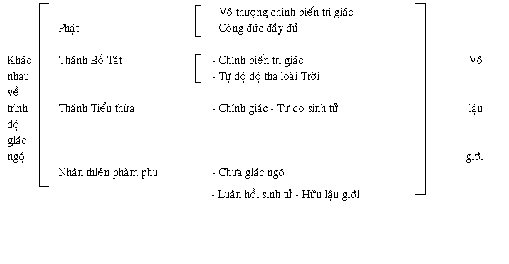 Vô thượng chính biến tri giác
Phật
Công đức đầy đủ
Khác Thánh Bồ Tát - Chính biến tri giác Vô
nhau - Tự độ độ tha loài Trời
về
trình Thánh Tiểu thừa - Chính giác - Tự do sinh tử lậu
độ
giác
ngộ giới
Nhân thiên phàm phu - Chưa giác ngộ
- Luân hồi sinh tử - Hữu lậu giới